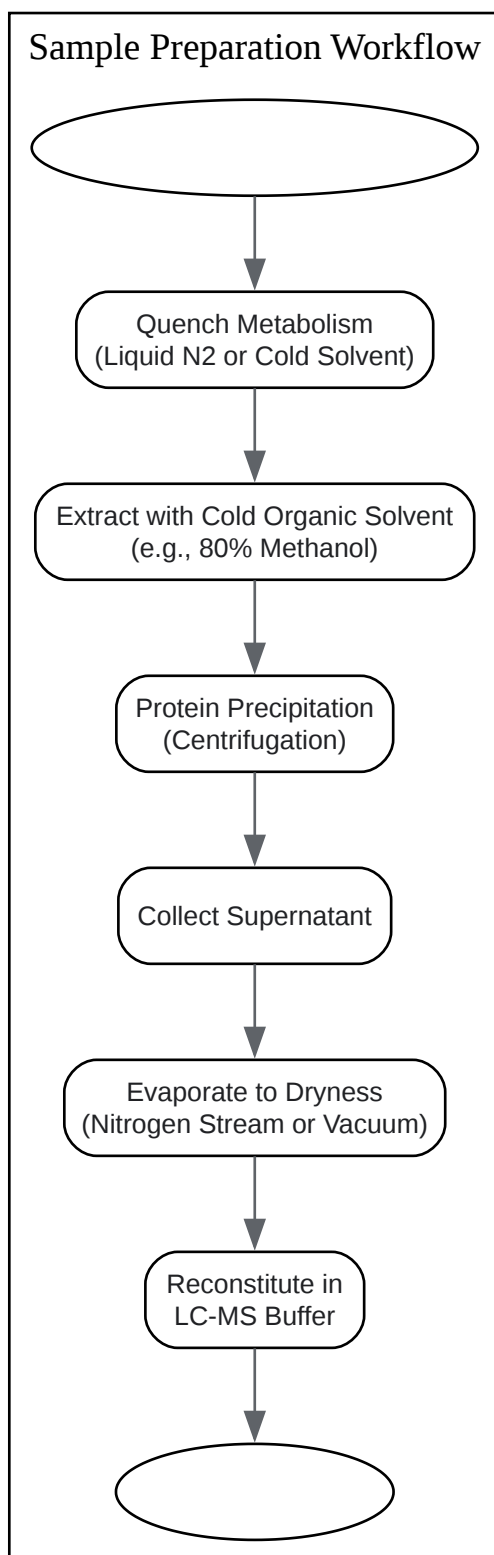 Sample Preparation Workflow
Quench Metabolism
(Liquid N2 or Cold Solvent)
Extract with Cold Organic Solvent
(e.g., 80% Methanol)
Protein Precipitation
(Centrifugation)
Collect Supernatant
Evaporate to Dryness
(Nitrogen Stream or Vacuum)
Reconstitute in
LC-MS Buffer